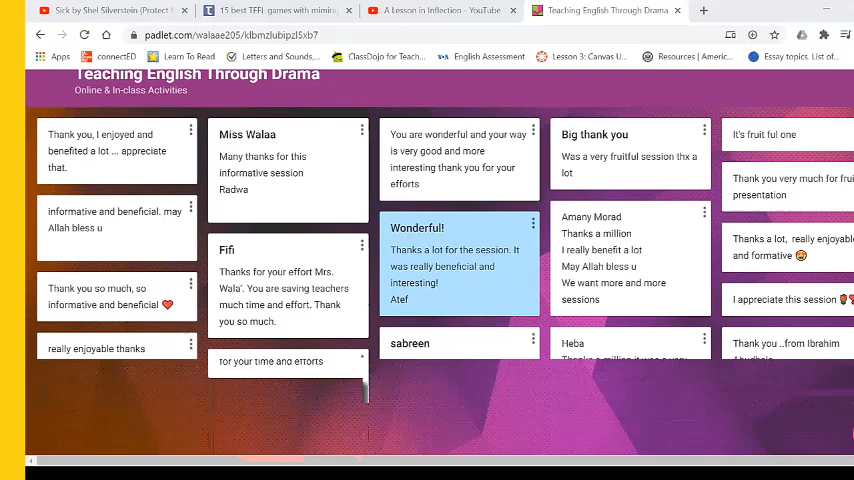 Sick by Shel Silverstein (Protect
15 best TEFL games with mimin
A Lesson in Inflection - YouTube
Teaching English Through Drama
padlet.com/walaae205/klbmzlubipzl5xb7
Apps
connectED
Learn To Read
Letters and Sounds,...
ClassDojo for Teach...
English Assessment
Lesson 3: Canvas U...
Resources | Americ...
Essay topics. List of...
Teaching English Through Drama
Online & In-class Activities
Thank you, I enjoyed and
benefited a lot ... appreciate
that.
informative and beneficial. may
Allah bless u
Thank you so much, so
informative and beneficial ❤
really enjoyable thanks
Miss Walaa
Many thanks for this
informative session
Radwa
Fifi
Thanks for your effort Mrs.
Wala'. You are saving teachers
much time and effort. Thank
you so much.
for your time and efforts
You are wonderful and your way
is very good and more
interesting thank you for your
efforts
Wonderful!
Thanks a lot for the session. It
was really beneficial and
interesting!
Atef
sabreen
Big thank you
Was a very fruitful session thx a
lot
Amany Morad
Thanks a million
I really benefit a lot
May Allah bless u
We want more and more
sessions
Heba
Thanks a million it was a very
It's fruit ful one
Thank you very much for frui
presentation
Thanks a lot, really enjoyable
and formative 🤩
I appreciate this session
Thank you ..from Ibrahim